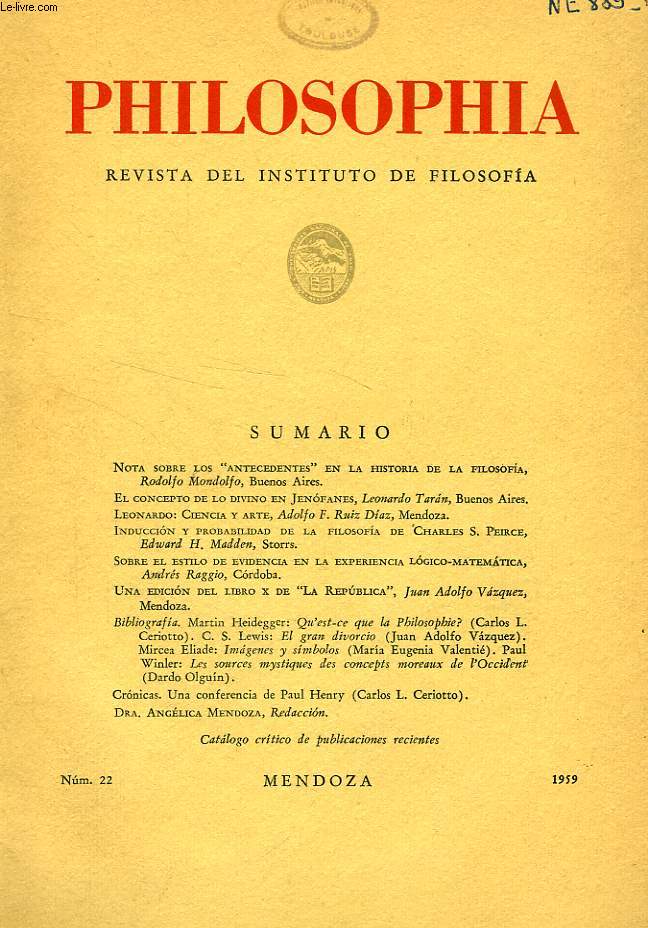 Le-livre.com
TOULOUSE
PHILOSOPHIA
REVISTA DEL INSTITUTO DE FILOSOFÍA
SUMARIO
NOTA SOBRE LOS "ANTECEDENTES" EN LA HISTORIA DE LA FILOSOFÍA,
Rodolfo Mondolfo, Buenos Aires.
EL CONCEPTO DE LO DIVINO EN JENÓFANES, Leonardo Tarán, Buenos Aires.
LEONARDO: CIENCIA Y ARTE, Adolfo F. Ruiz Díaz, Mendoza.
INDUCCIÓN Y PROBABILIDAD DE LA FILOSOFÍA DE CHARLES S. PEIRCE,
Edward H. Madden, Storrs.
SOBRE EL ESTILO DE EVIDENCIA EN LA EXPERIENCIA LÓGICO-MATEMÁTICA,
Andrés Raggio, Córdoba.
UNA EDICIÓN DEL LIBRO X DE "LA REPÚBLICA", Juan Adolfo Vázquez,
Mendoza.
Bibliografía. Martin Heidegger: Qu'est-ce que la Philosophie? (Carlos L.
Ceriotto). C. S. Lewis: El gran divorcio (Juan Adolfo Vázquez).
Mircea Eliade: Imágenes y símbolos (María Eugenia Valentié). Paul
Winler: Les sources mystiques des concepts moreaux de l'Occident
(Dardo Olguín).
Crónicas. Una conferencia de Paul Henry (Carlos L. Ceriotto).
DRA. ANGÉLICA MENDOZA, Redacción.
Catálogo crítico de publicaciones recientes
Núm. 22 MENDOZA 1959